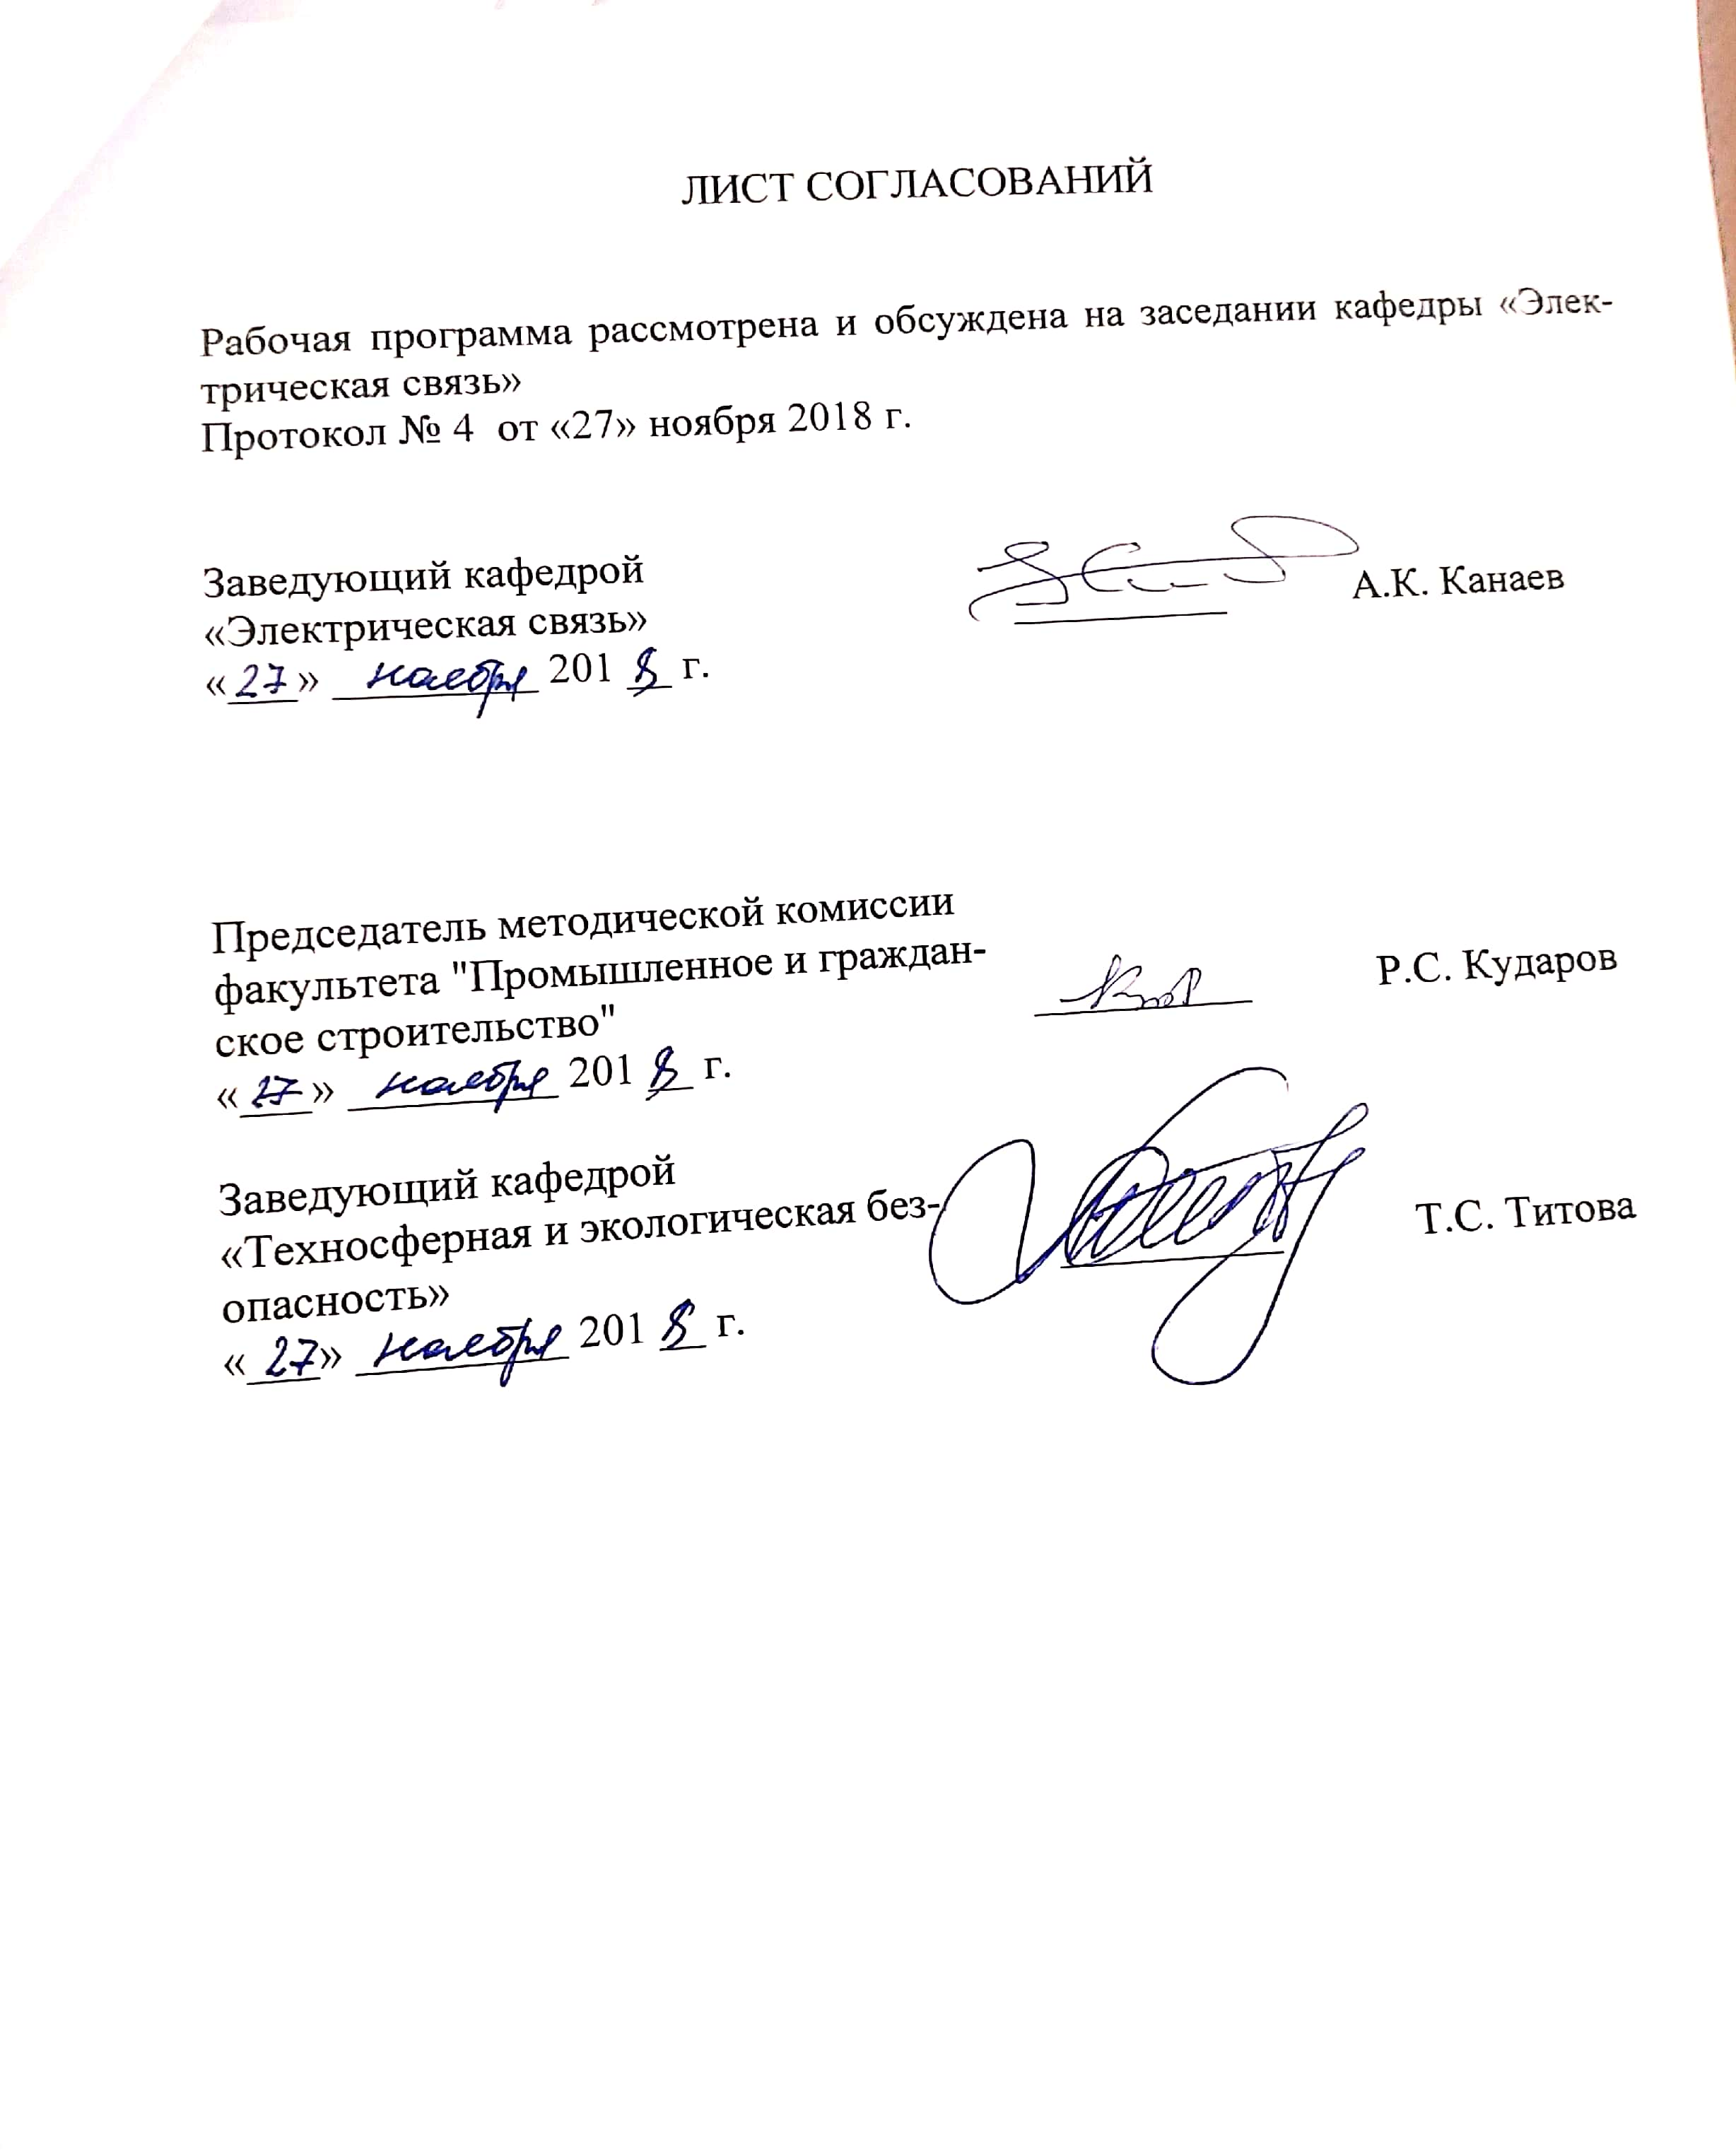 ЛИСТ СОГЛАСОВАНИЙ
Рабочая программа рассмотрена и обсуждена на заседании кафедры «Элек-
трическая связь»
Протокол № 4 от «27» ноября 2018 г.
Заведующий кафедрой
«Электрическая связь»
«27» ноября 2018 г.
А.К. Канаев
Председатель методической комиссии
факультета "Промышленное и граждан-
ское строительство"
«27» ноября 2018 г.
Р.С. Кударов
Заведующий кафедрой
«Техносферная и экологическая без-
опасность»
«27» ноября 2018 г.
Т.С. Титова